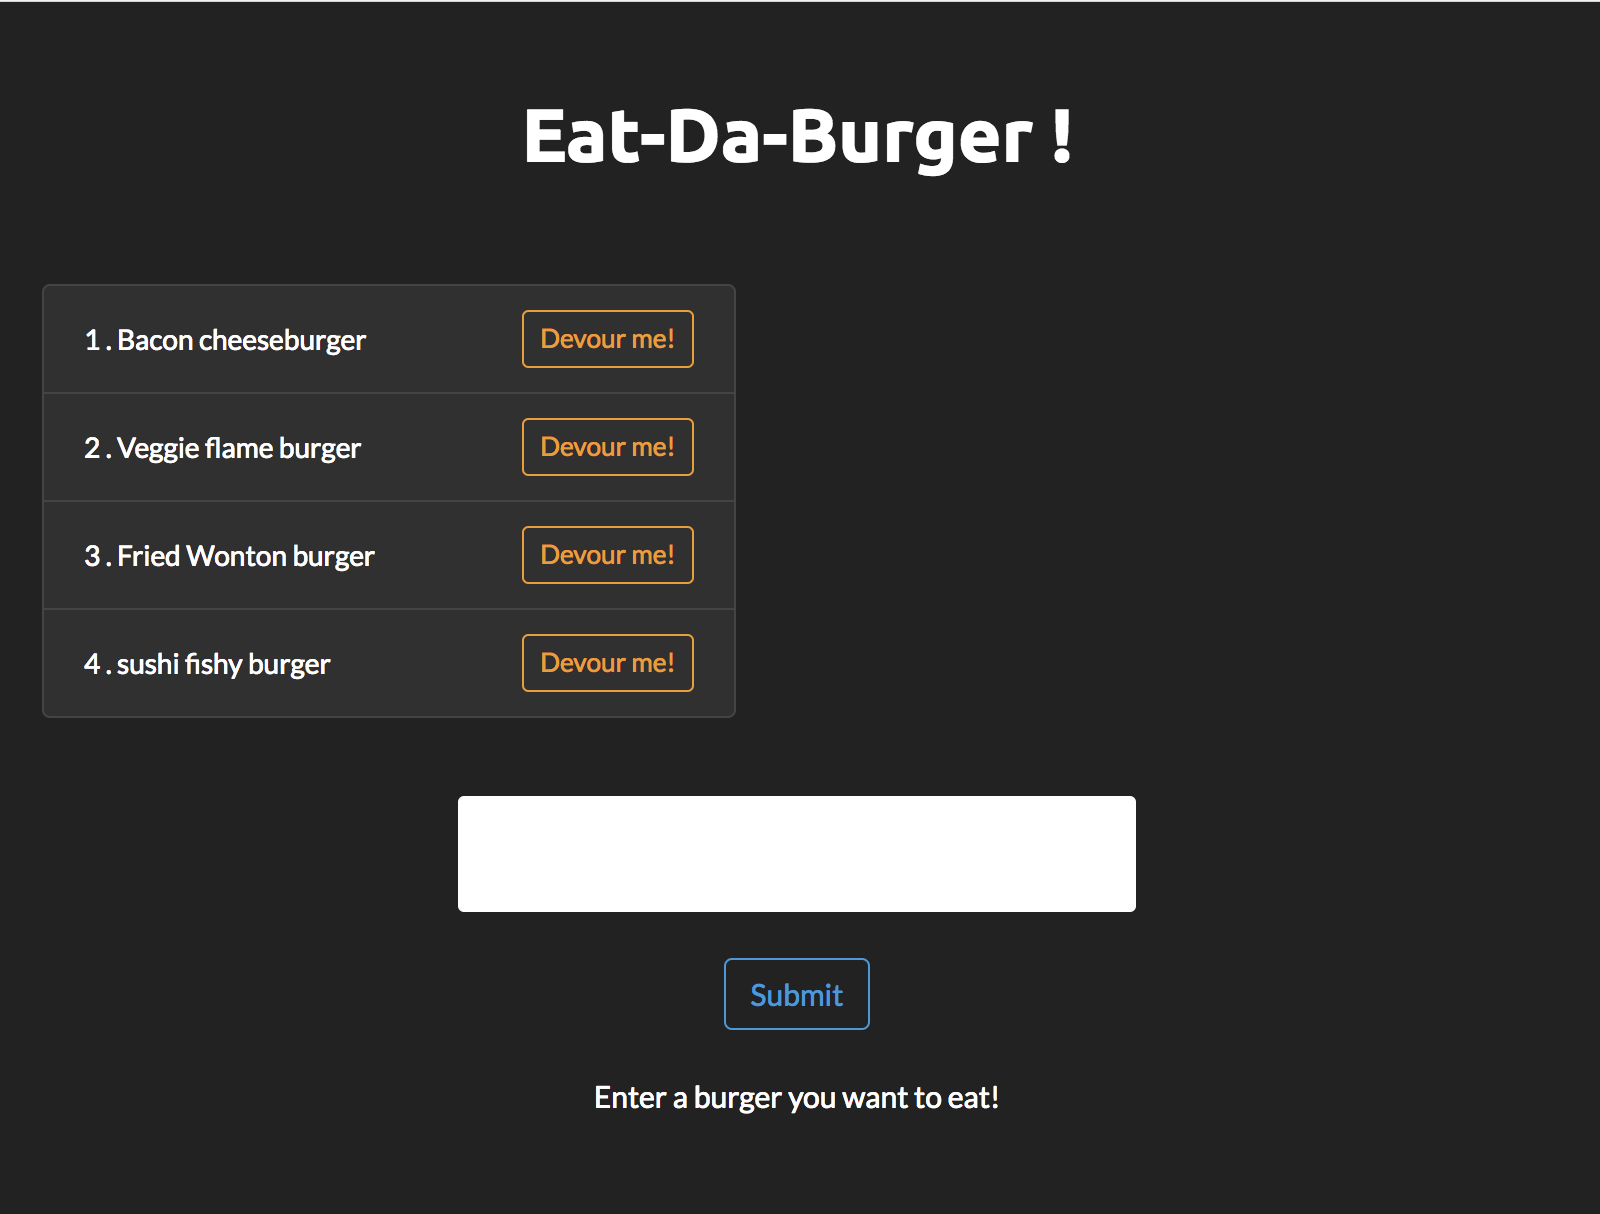 Eat-Da-Burger !
1 . Bacon cheeseburger Devour me!
2 . Veggie flame burger Devour me!
3 . Fried Wonton burger Devour me!
4 . sushi fishy burger Devour me!
Submit
Enter a burger you want to eat!